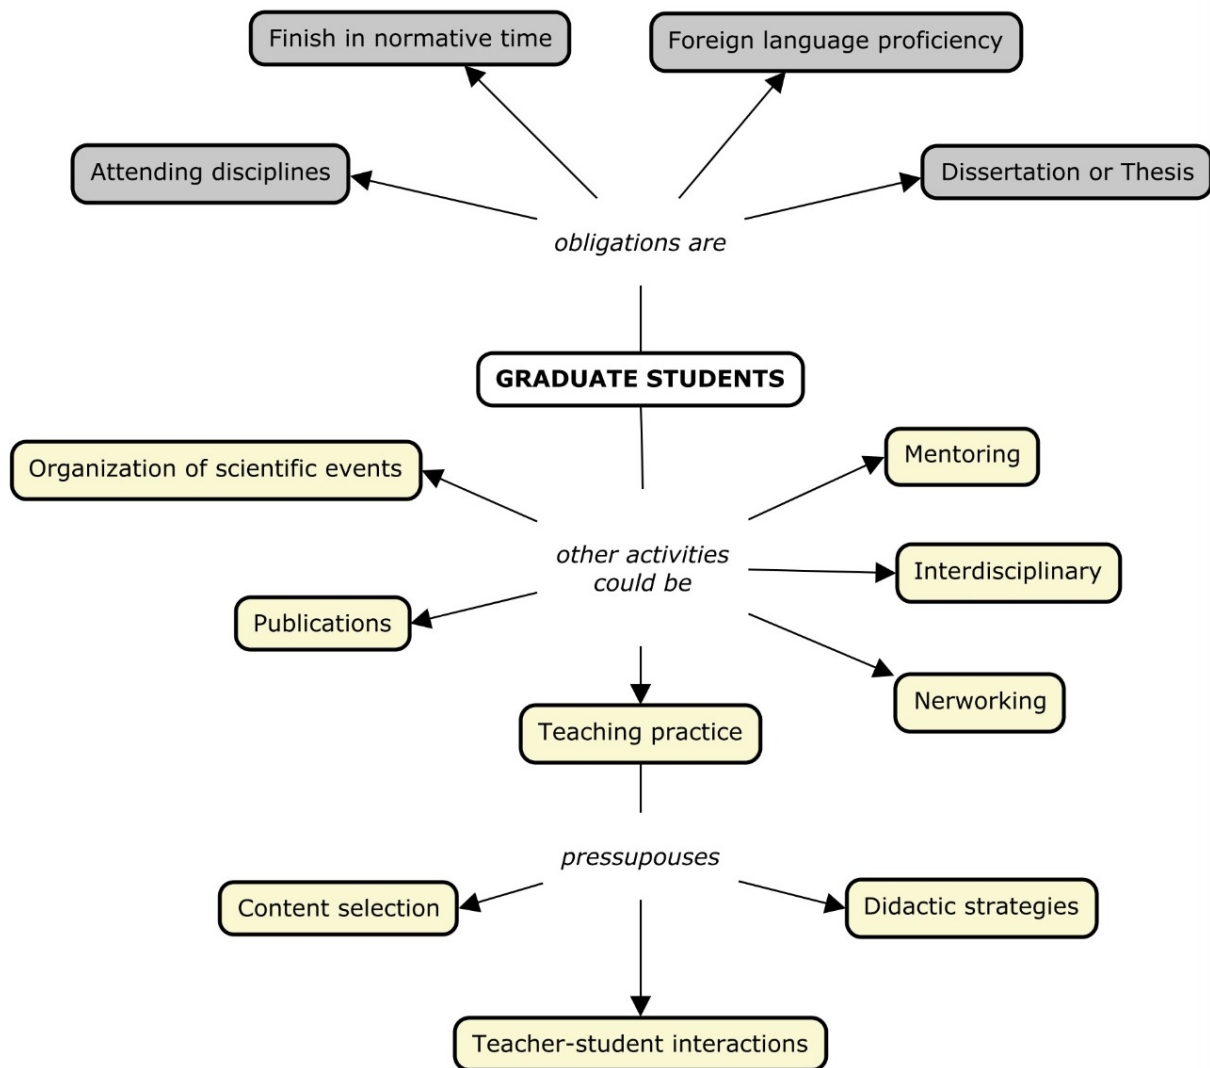 Finish in normative time
Foreign language proficiency
Attending disciplines
Dissertation or Thesis
obligations are
GRADUATE STUDENTS
Organization of scientific events
Mentoring
other activities
could be
Interdisciplinary
Publications
Nerworking
Teaching practice
pressupouses
Content selection
Didactic strategies
Teacher-student interactions